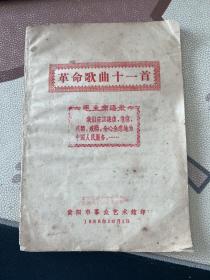 革命歌曲十一首
毛主席语录
我们应该谦虚，谨慎，
戒骄，戒躁，全心全意地为
中国人民服务，……
贵阳市群众艺术馆印